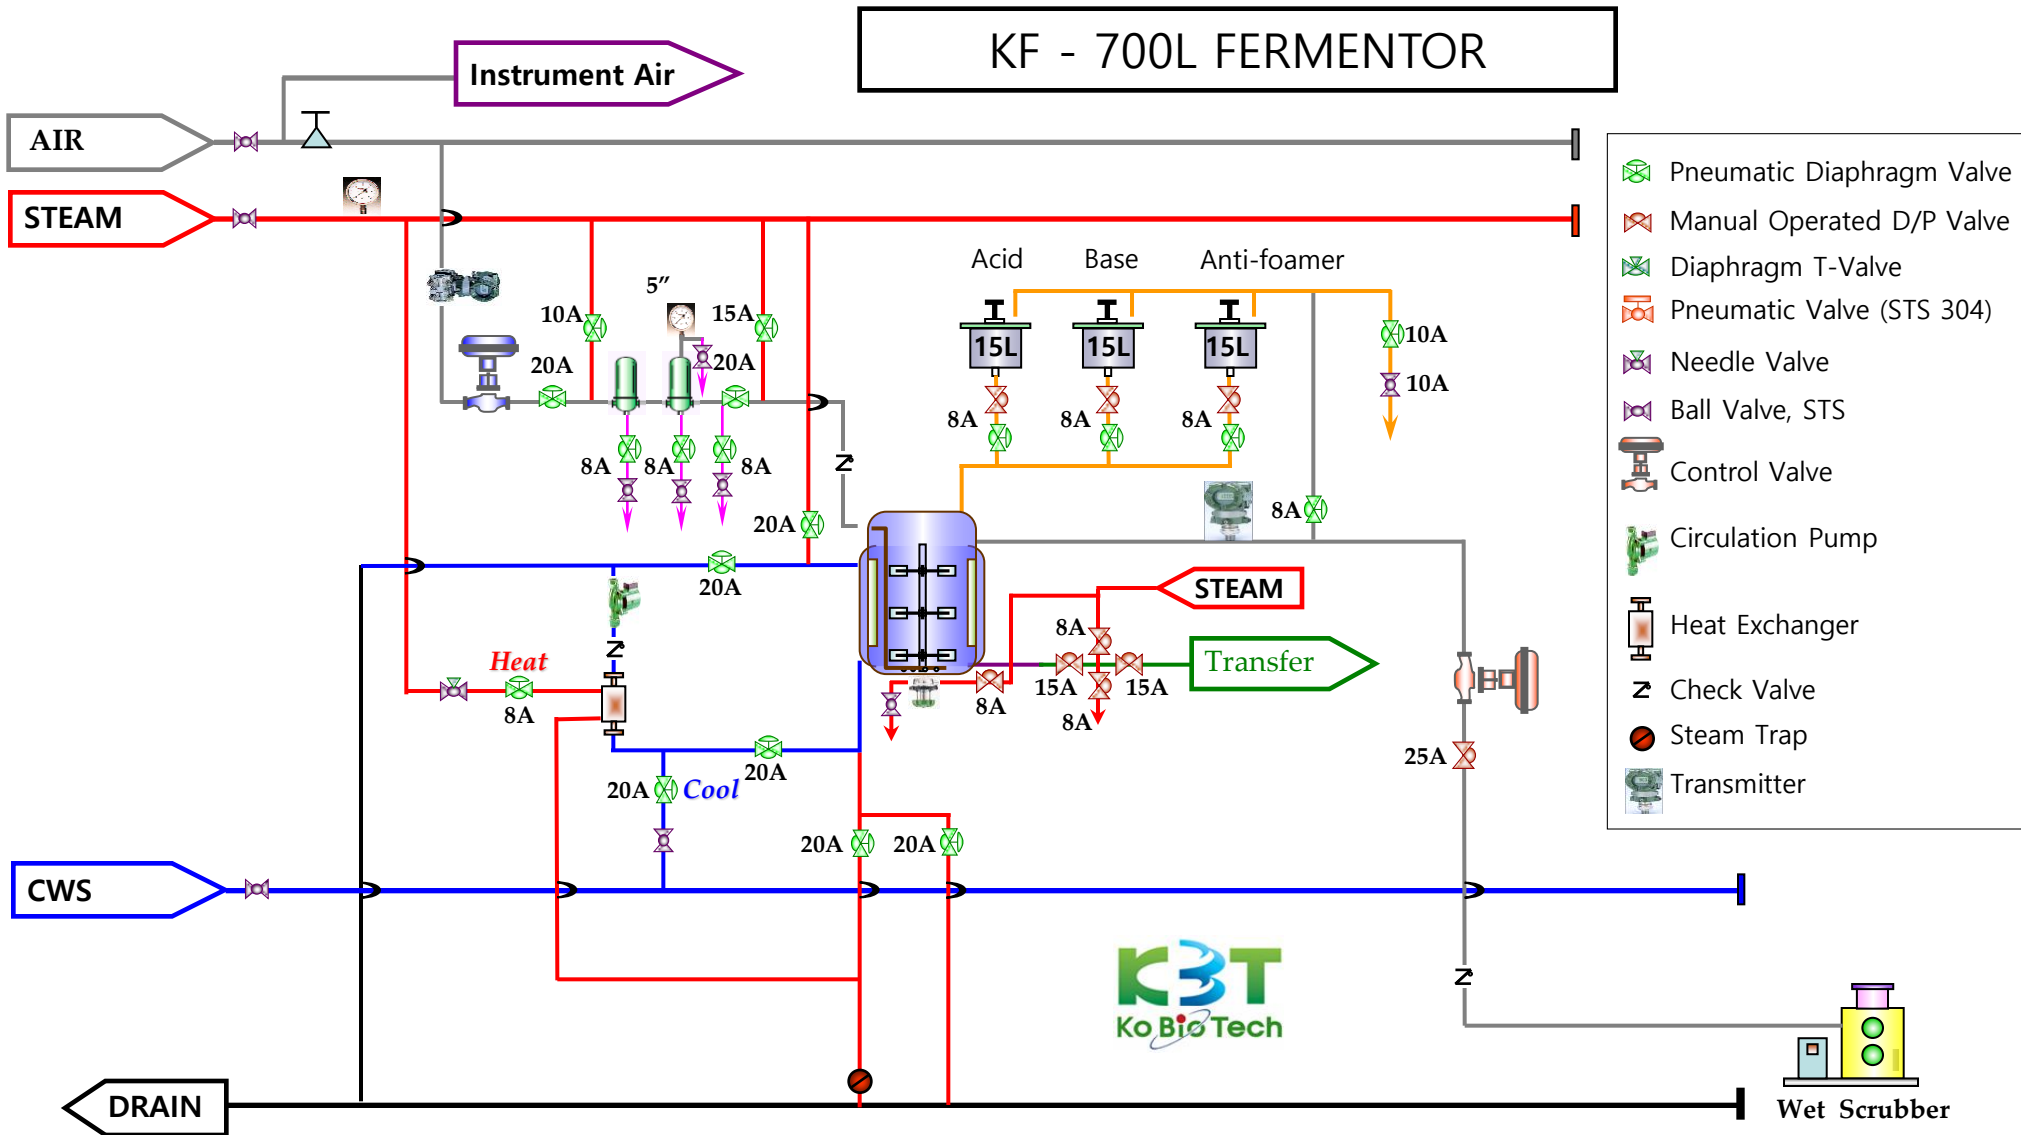 KF - 700L FERMENTOR
Instrument Air
AIR
STEAM
Pneumatic Diaphragm Valve
Manual Operated D/P Valve
Diaphragm T-Valve
Pneumatic Valve (STS 304)
Needle Valve
Ball Valve, STS
Control Valve
Circulation Pump
Heat Exchanger
Check Valve
Steam Trap
Transmitter
Acid
Base
Anti-foamer
5”
10A
15A
20A
20A
15L
15L
15L
10A
10A
8A
8A
8A
8A
8A
8A
20A
8A
20A
STEAM
8A
Heat
Transfer
15A
15A
8A
8A
8A
20A
20A
Cool
25A
20A
20A
CWS
KBT
Ko Bio Tech
DRAIN
Wet Scrubber